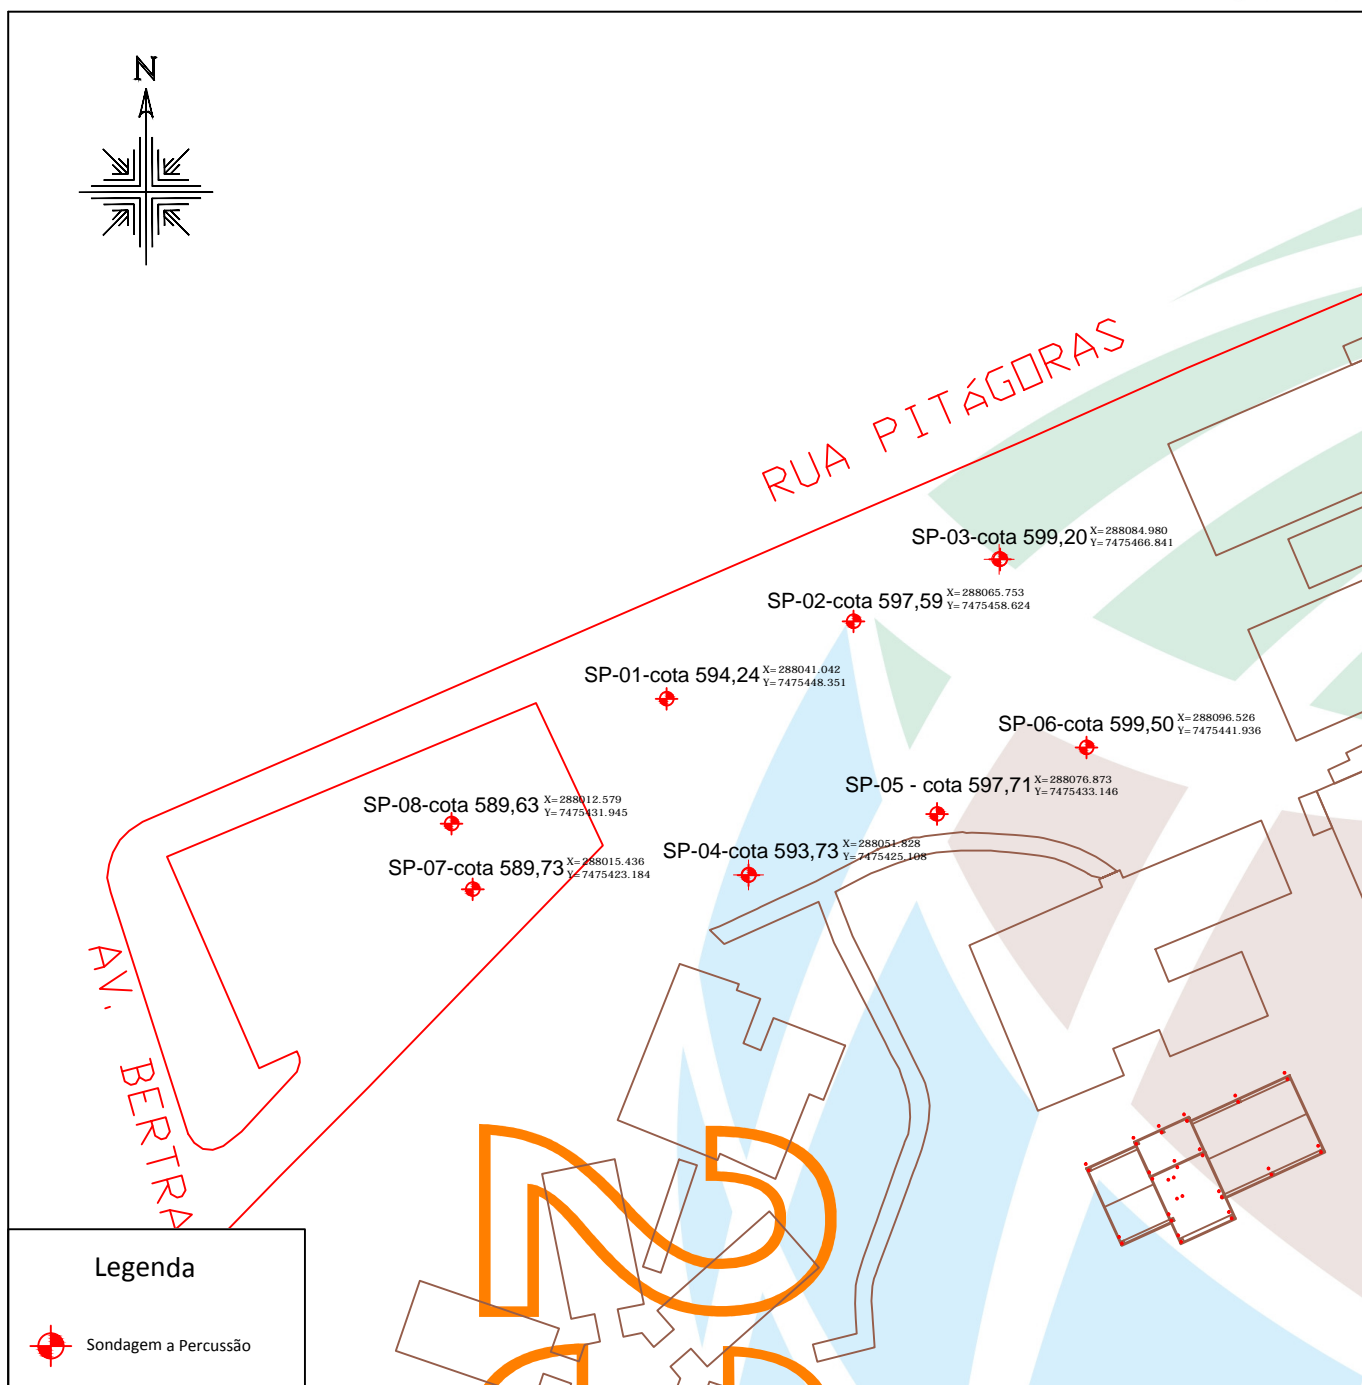 N
RUA PITÁGORAS
SP-03-cota 599,20
X=288084.980
Y=7475466.841
SP-02-cota 597,59
X=288065.753
Y=7475458.624
SP-01-cota 594,24
X=288041.042
Y=7475448.351
SP-06-cota 599,50
X=288096.526
Y=7475441.936
SP-05 - cota 597,71
X=288076.873
Y=7475433.146
SP-08-cota 589,63
X=288012.579
Y=7475431.945
SP-04-cota 593,73
X=288051.828
Y=7475425.108
SP-07-cota 589,73
X=288015.436
Y=7475423.184
AV. BERTRA
Legenda
Sondagem a Percussão